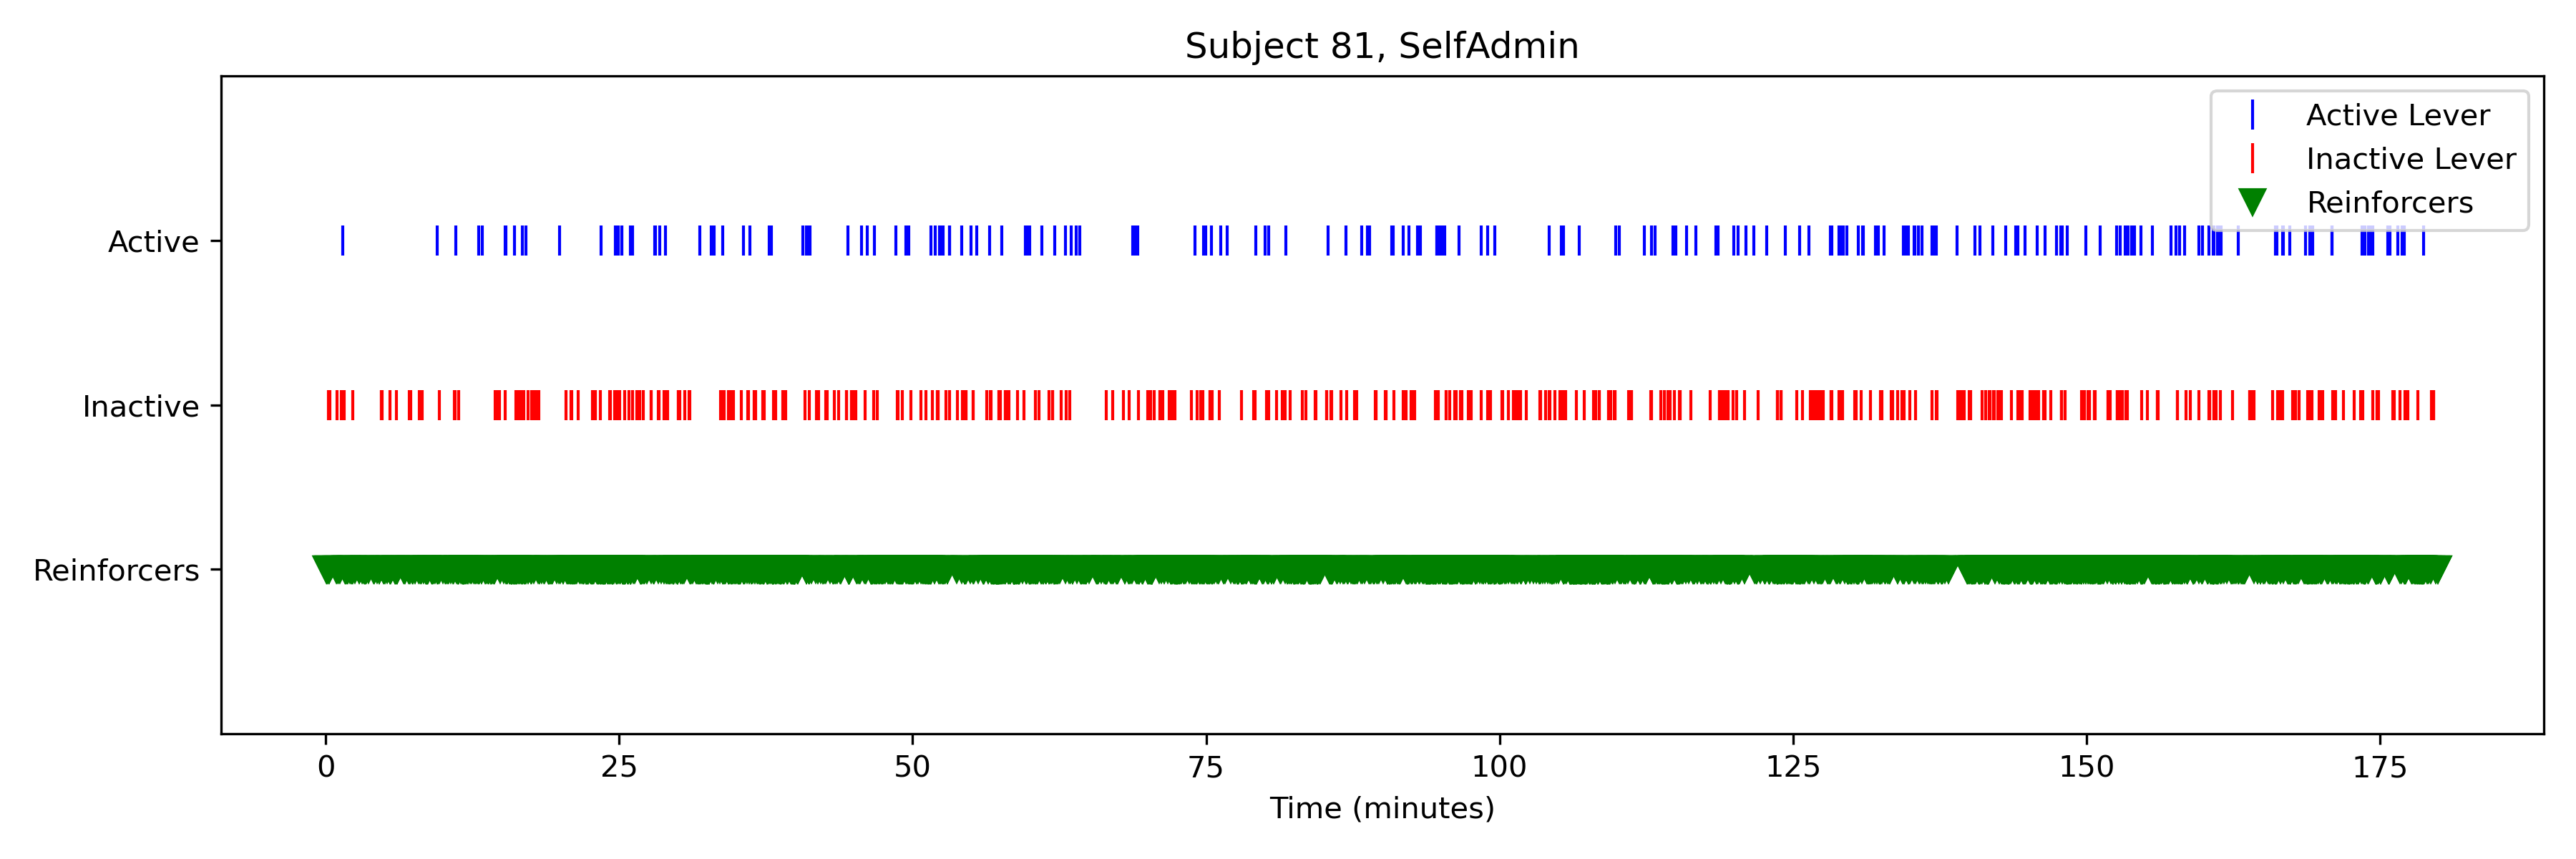 Subject 81, SelfAdmin
Active Lever
Inactive Lever
Reinforcers
Active
Inactive
Reinforcers
0 25 50 75 100 125 150 175
Time (minutes)